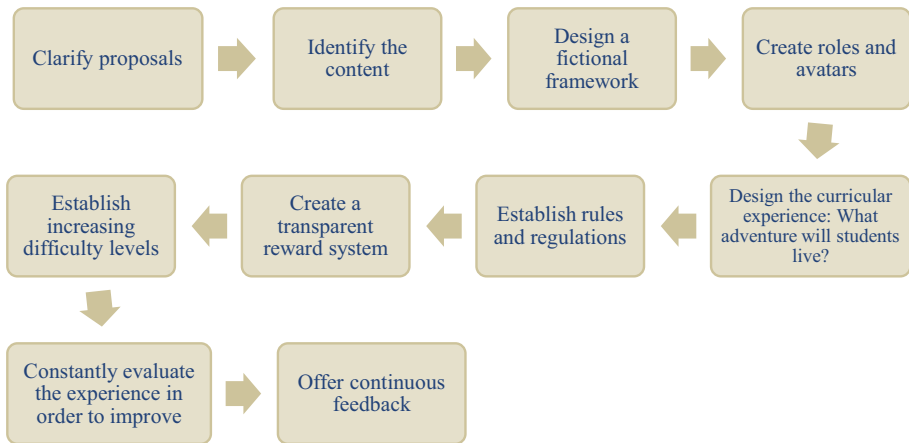 Clarify proposals
Identify the
content
Design a
fictional
framework
Create roles and
avatars
Design the curricular
experience: What
adventure will students
live?
Establish rules and
regulations
Create a
transparent
reward system
Establish
increasing
difficulty levels
Constantly evaluate
the experience in
order to improve
Offer continuous
feedback